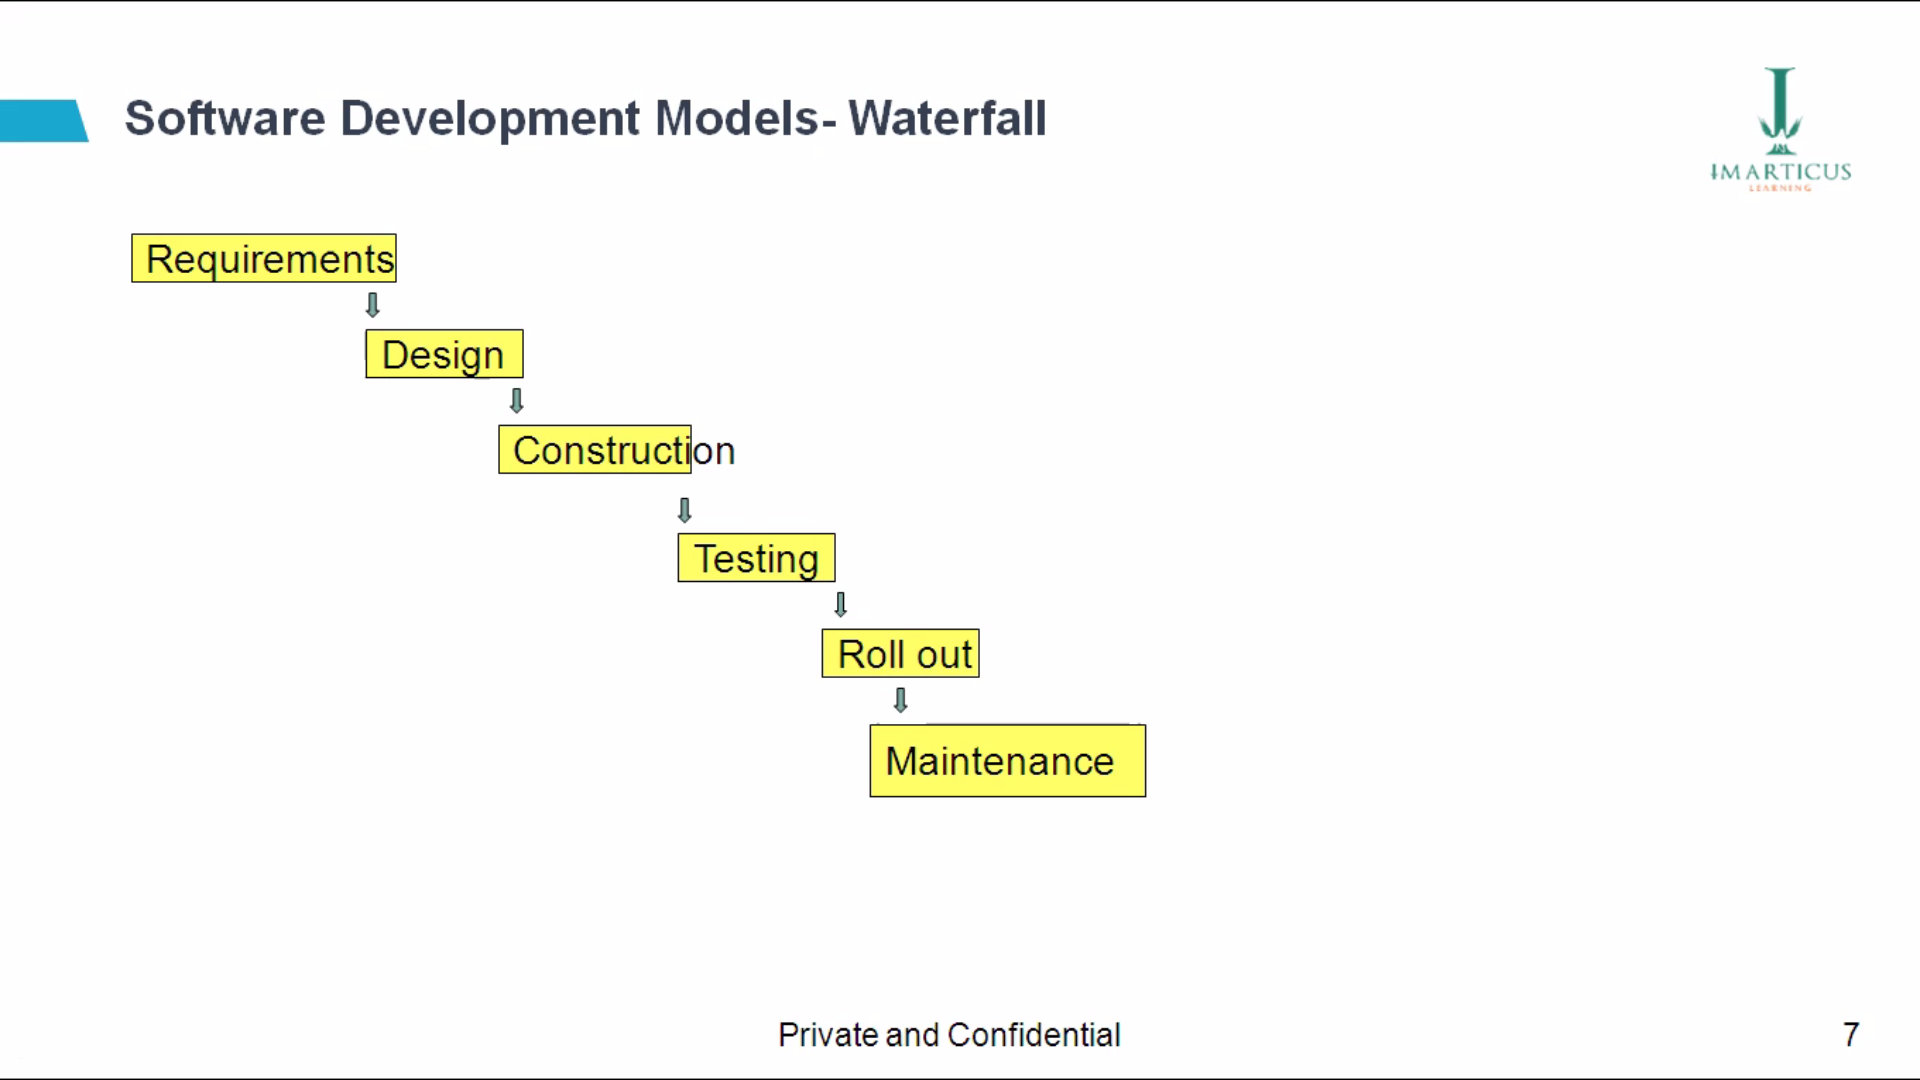 Software Development Models- Waterfall
IMARTICUS
LEARNING
Requirements
Design
Construction
Testing
Roll out
Maintenance
Private and Confidential
7